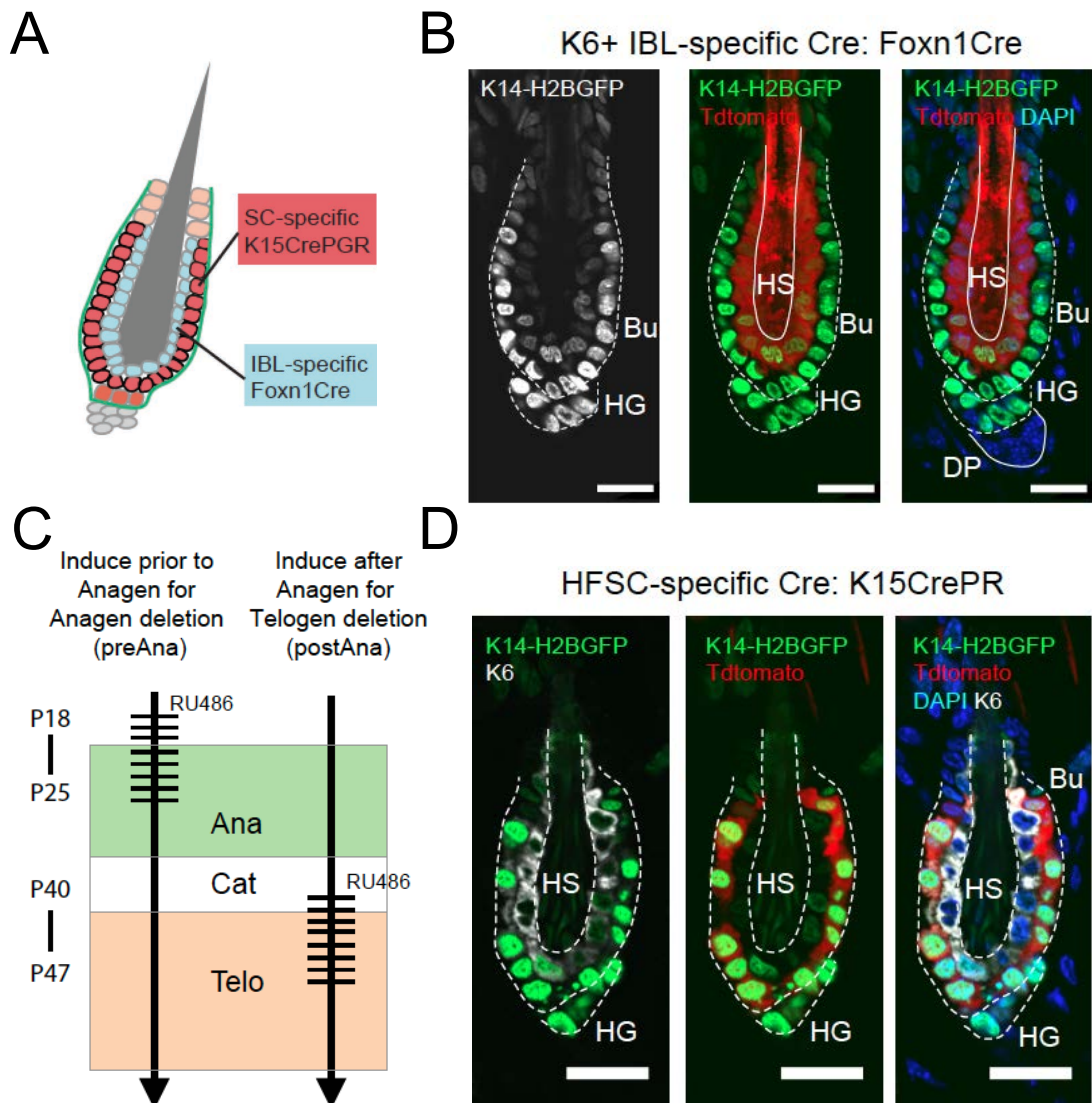 A
SC-specific
K15CrePGR
IBL-specific
Foxn1Cre
B
K6+ IBL-specific Cre: Foxn1Cre
K14-H2BGFP
Bu
HG
K14-H2BGFP
Tdtomato
HS
Bu
HG
K14-H2BGFP
Tdtomato DAPI
HS
Bu
HG
DP
C
Induce prior to
Anagen for
Anagen deletion
(preAna)
Induce after
Anagen for
Telogen deletion
(postAna)
RU486
P18
P25
Ana
P40
Cat
RU486
P47
Telo
D
HFSC-specific Cre: K15CrePR
K14-H2BGFP
K6
HS
HG
K14-H2BGFP
Tdtomato
HS
HG
K14-H2BGFP
Tdtomato
DAPI K6
Bu
HS
HG